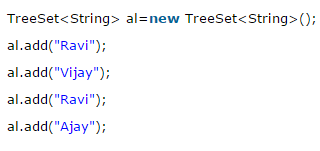 TreeSet<String> al=new TreeSet<String>();
al.add("Ravi");
al.add("Vijay");
al.add("Ravi");
al.add("Ajay");